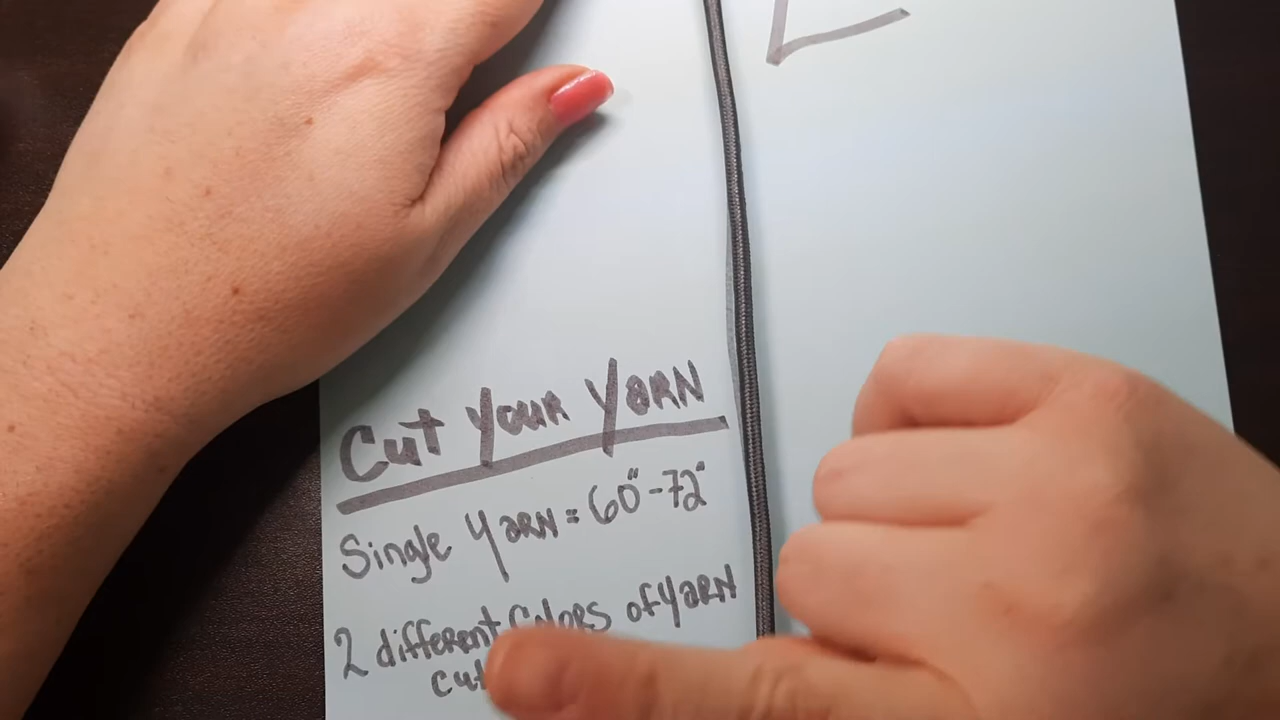 Cut Your Yarn
Single Yarn = 60"-72"
2 different Colors of Yarn
cut